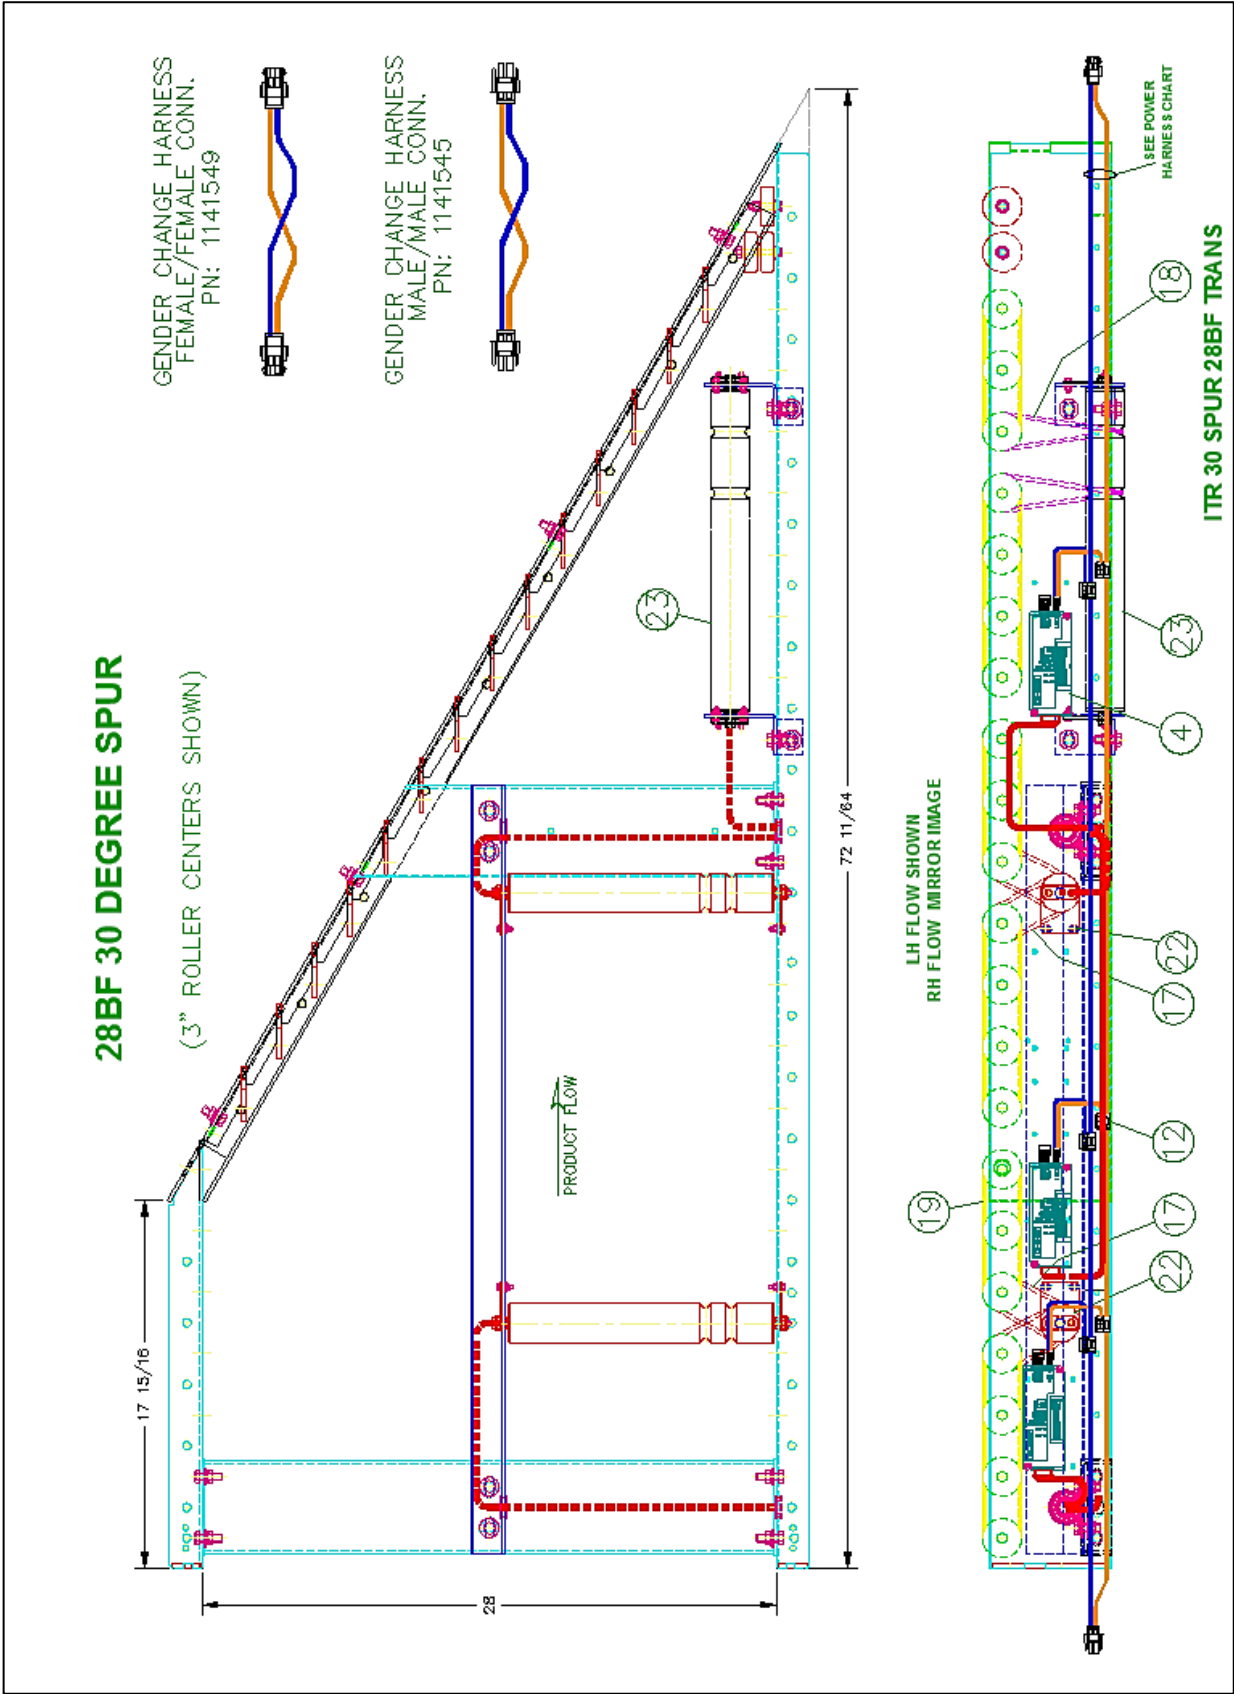 28BF 30 DEGREE SPUR
(3" ROLLER CENTERS SHOWN)
GENDER CHANGE HARNESS
FEMALE/FEMALE CONN.
PN: 1141549
GENDER CHANGE HARNESS
MALE/MALE CONN.
PN: 1141545
17 15/16
28
PRODUCT FLOW
23
72 11/64
LH FLOW SHOWN
RH FLOW MIRROR IMAGE
SEE POWER
HARNESS CHART
19
22
17
12
17
22
4
23
18
ITR 30 SPUR 28BF TRANS